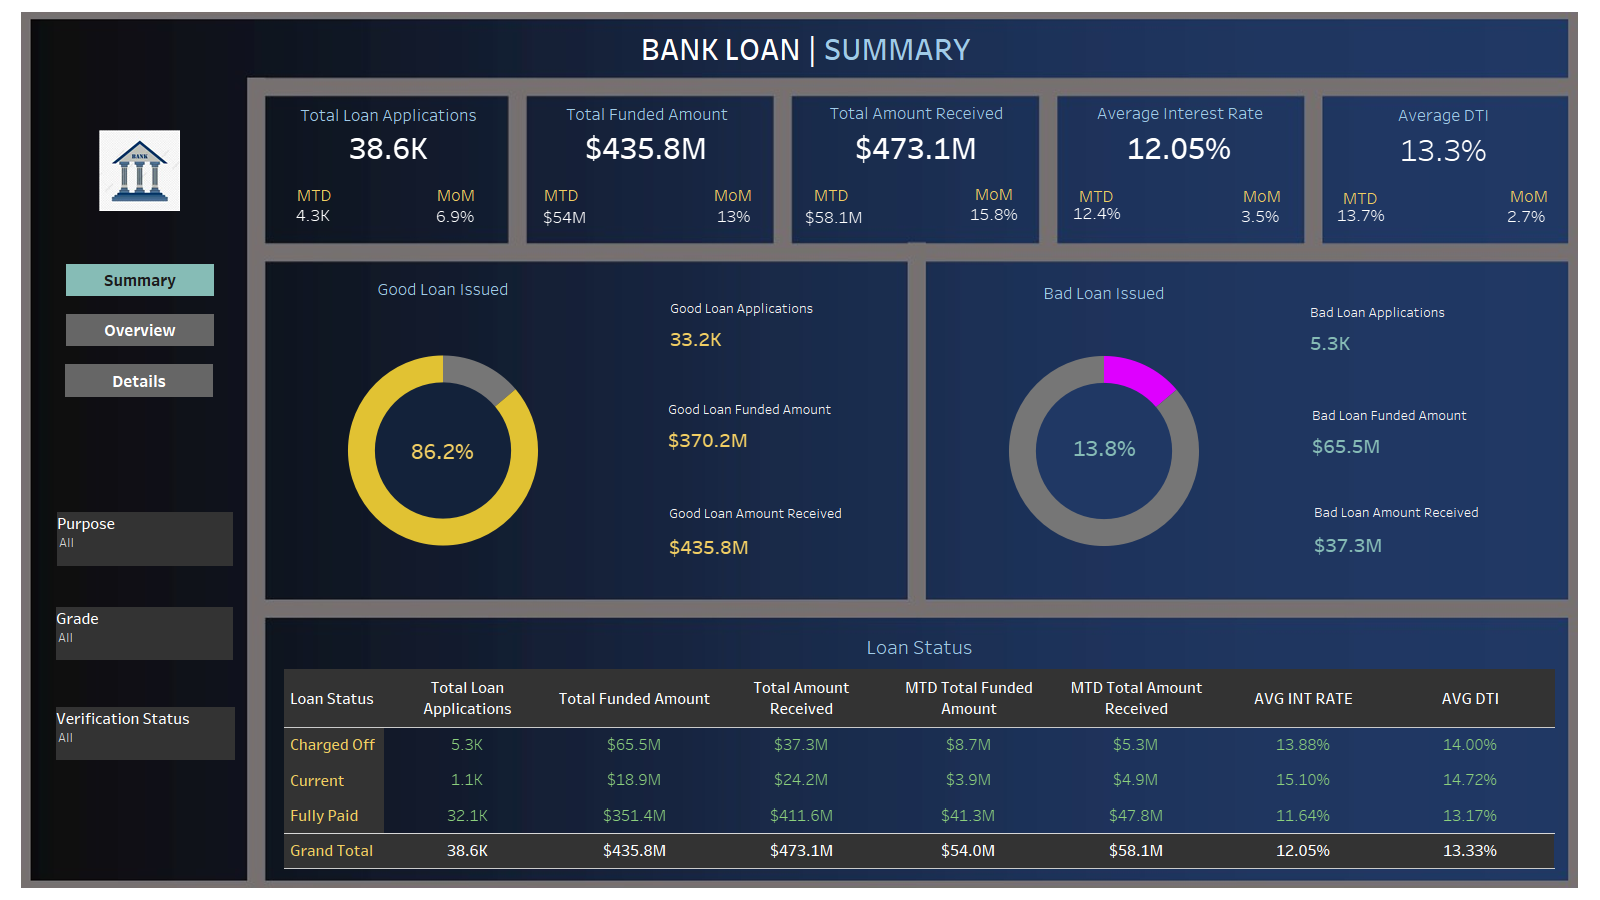 BANK LOAN | SUMMARY
BANK
Summary
Overview
Details
Purpose
All
Grade
All
Verification Status
All
Total Loan Applications
38.6K
MTD MoM
4.3K 6.9%
Total Funded Amount
$435.8M
MTD MoM
$54M 13%
Total Amount Received
$473.1M
MTD MoM
$58.1M 15.8%
Average Interest Rate
12.05%
MTD MoM
12.4% 3.5%
Average DTI
13.3%
MTD MoM
13.7% 2.7%
Good Loan Issued
86.2%
Good Loan Applications
33.2K
Good Loan Funded Amount
$370.2M
Good Loan Amount Received
$435.8M
Bad Loan Issued
13.8%
Bad Loan Applications
5.3K
Bad Loan Funded Amount
$65.5M
Bad Loan Amount Received
$37.3M
Loan Status
Loan Status Total Loan Applications Total Funded Amount Total Amount Received MTD Total Funded Amount MTD Total Amount Received AVG INT RATE AVG DTI
Charged Off 5.3K $65.5M $37.3M $8.7M $5.3M 13.88% 14.00%
Current 1.1K $18.9M $24.2M $3.9M $4.9M 15.10% 14.72%
Fully Paid 32.1K $351.4M $411.6M $41.3M $47.8M 11.64% 13.17%
Grand Total 38.6K $435.8M $473.1M $54.0M $58.1M 12.05% 13.33%